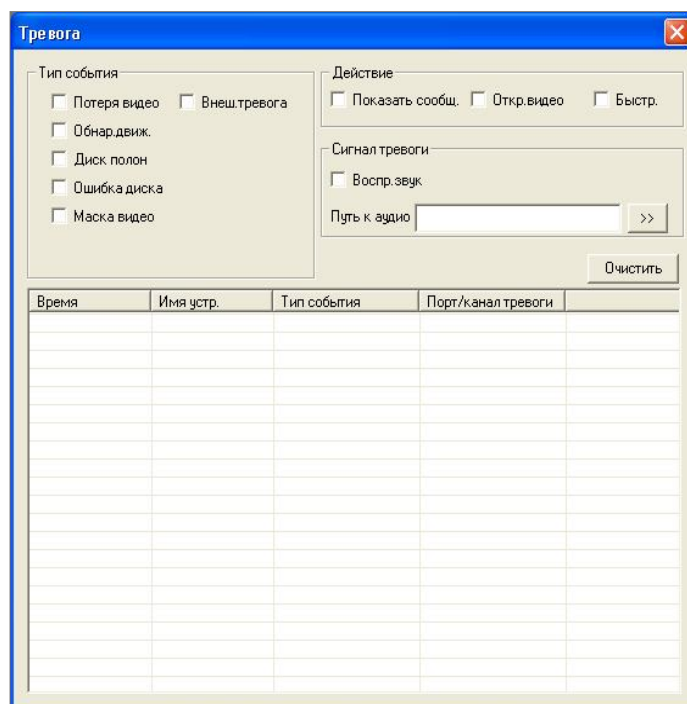 Тревога
Тип события
Потеря видео Внеш.тревога
Обнар.движ.
Диск полон
Ошибка диска
Маска видео
Действие
Показать сообщ. Откр.видео Быстр.
Сигнал тревоги
Воспр.звук
Путь к аудио >>
Очистить
Время Имя устр. Тип события Порт/канал тревоги